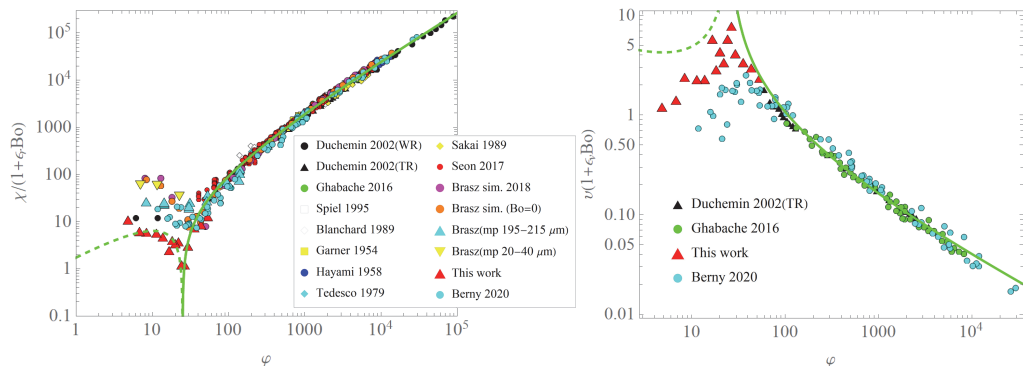 χ/(1+ϵrBo)
10⁵
10⁴
1000
100
10
1
0.1
1
10
100
1000
10⁴
10⁵
φ
Duchemin 2002(WR)
Duchemin 2002(TR)
Ghabache 2016
Spiel 1995
Blanchard 1989
Garner 1954
Hayami 1958
Tedesco 1979
Sakai 1989
Seon 2017
Brasz sim. 2018
Brasz sim. (Bo=0)
Brasz(mp 195−215 μm)
Brasz(mp 20−40 μm)
This work
Berny 2020
υ(1+ϵrBo)
10
5
1
0.50
0.10
0.05
0.01
10
100
1000
10⁴
φ
Duchemin 2002(TR)
Ghabache 2016
This work
Berny 2020